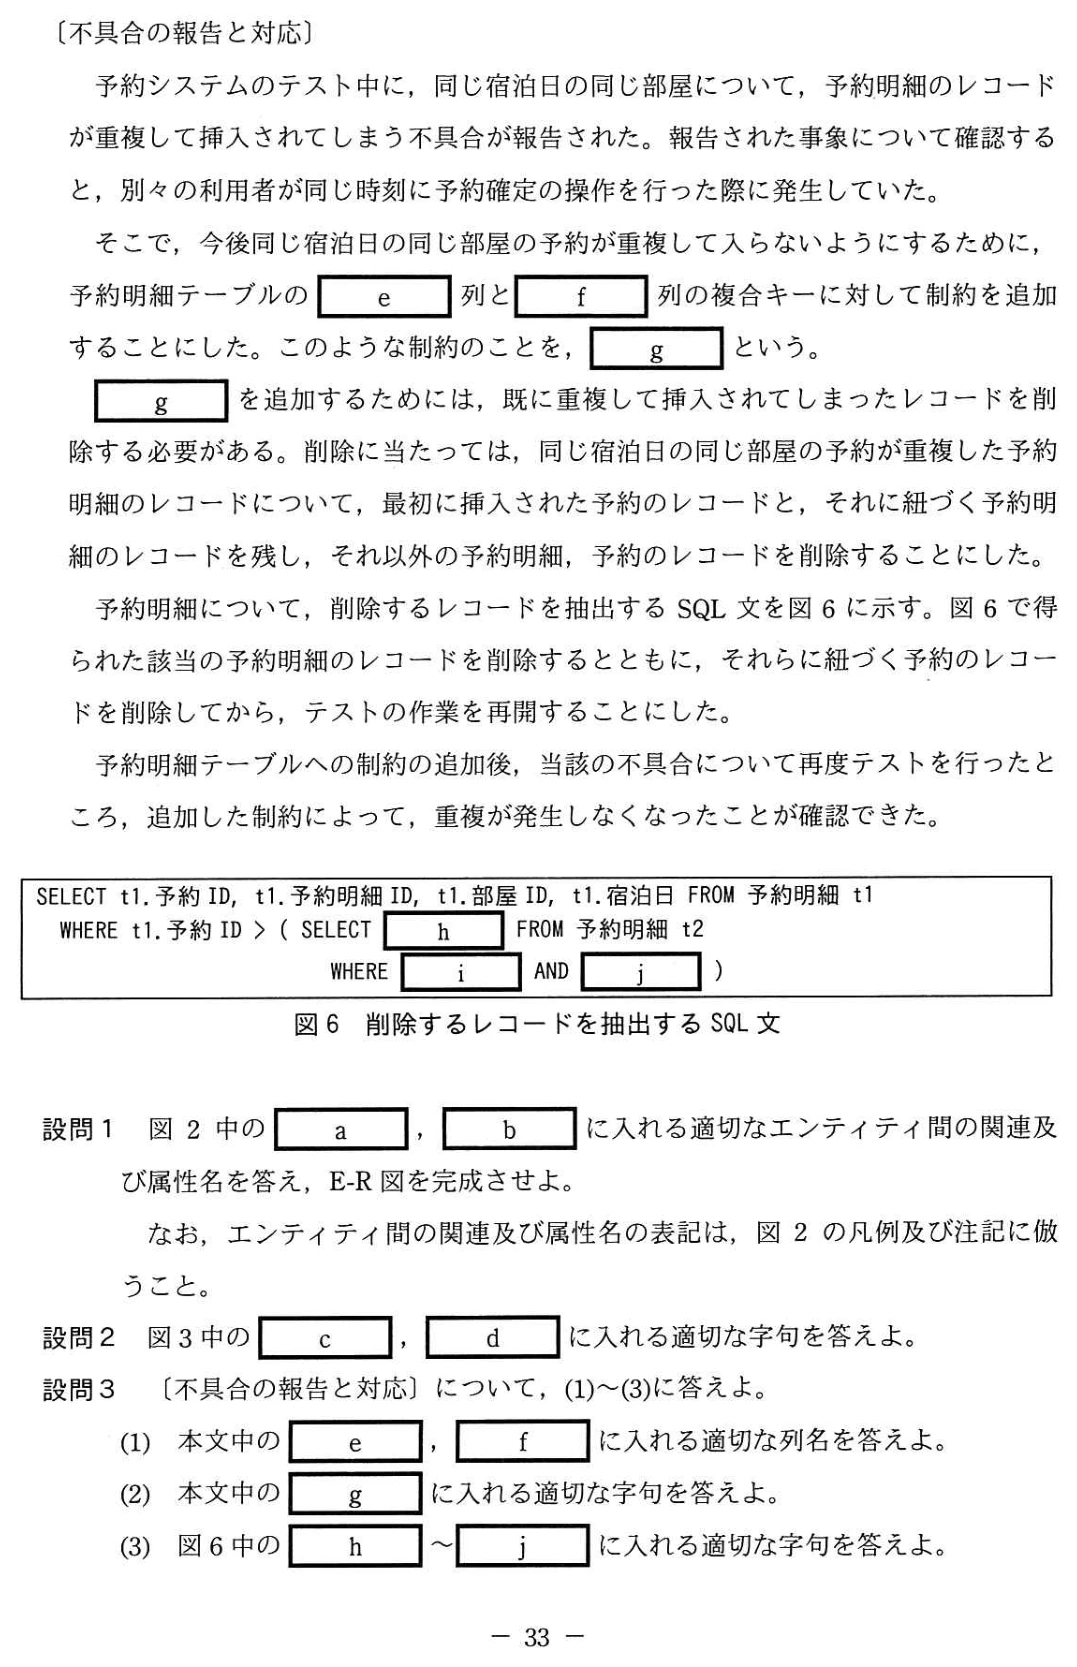 〔不具合の報告と対応〕
予約システムのテスト中に，同じ宿泊日の同じ部屋について，予約明細のレコード
が重複して挿入されてしまう不具合が報告された。報告された事象について確認する
と，別々の利用者が同じ時刻に予約確定の操作を行った際に発生していた。
そこで，今後同じ宿泊日の同じ部屋の予約が重複して入らないようにするために，
予約明細テーブルの e 列と f 列の複合キーに対して制約を追加
することにした。このような制約のことを， g という。
g を追加するためには，既に重複して挿入されてしまったレコードを削
除する必要がある。削除に当たっては，同じ宿泊日の同じ部屋の予約が重複した予約
明細のレコードについて，最初に挿入された予約のレコードと，それに紐づく予約明
細のレコードを残し，それ以外の予約明細，予約のレコードを削除することにした。
予約明細について，削除するレコードを抽出する SQL 文を図 6 に示す。図 6 で得
られた該当の予約明細のレコードを削除するとともに，それらに紐づく予約のレコー
ドを削除してから，テストの作業を再開することにした。
予約明細テーブルへの制約の追加後，当該の不具合について再度テストを行ったと
ころ，追加した制約によって，重複が発生しなくなったことが確認できた。
SELECT t1.予約 ID, t1.予約明細 ID, t1.部屋 ID, t1.宿泊日 FROM 予約明細 t1
WHERE t1.予約 ID > ( SELECT h FROM 予約明細 t2
WHERE i AND j )
図 6 削除するレコードを抽出する SQL 文
設問 1 図 2 中の a ， b に入れる適切なエンティティ間の関連及
び属性名を答え，E-R 図を完成させよ。
なお，エンティティ間の関連及び属性名の表記は，図 2 の凡例及び注記に倣
うこと。
設問 2 図 3 中の c ， d に入れる適切な字句を答えよ。
設問 3 〔不具合の報告と対応〕について，(1)～(3)に答えよ。
(1) 本文中の e ， f に入れる適切な列名を答えよ。
(2) 本文中の g に入れる適切な字句を答えよ。
(3) 図 6 中の h ～ j に入れる適切な字句を答えよ。
― 33 ―